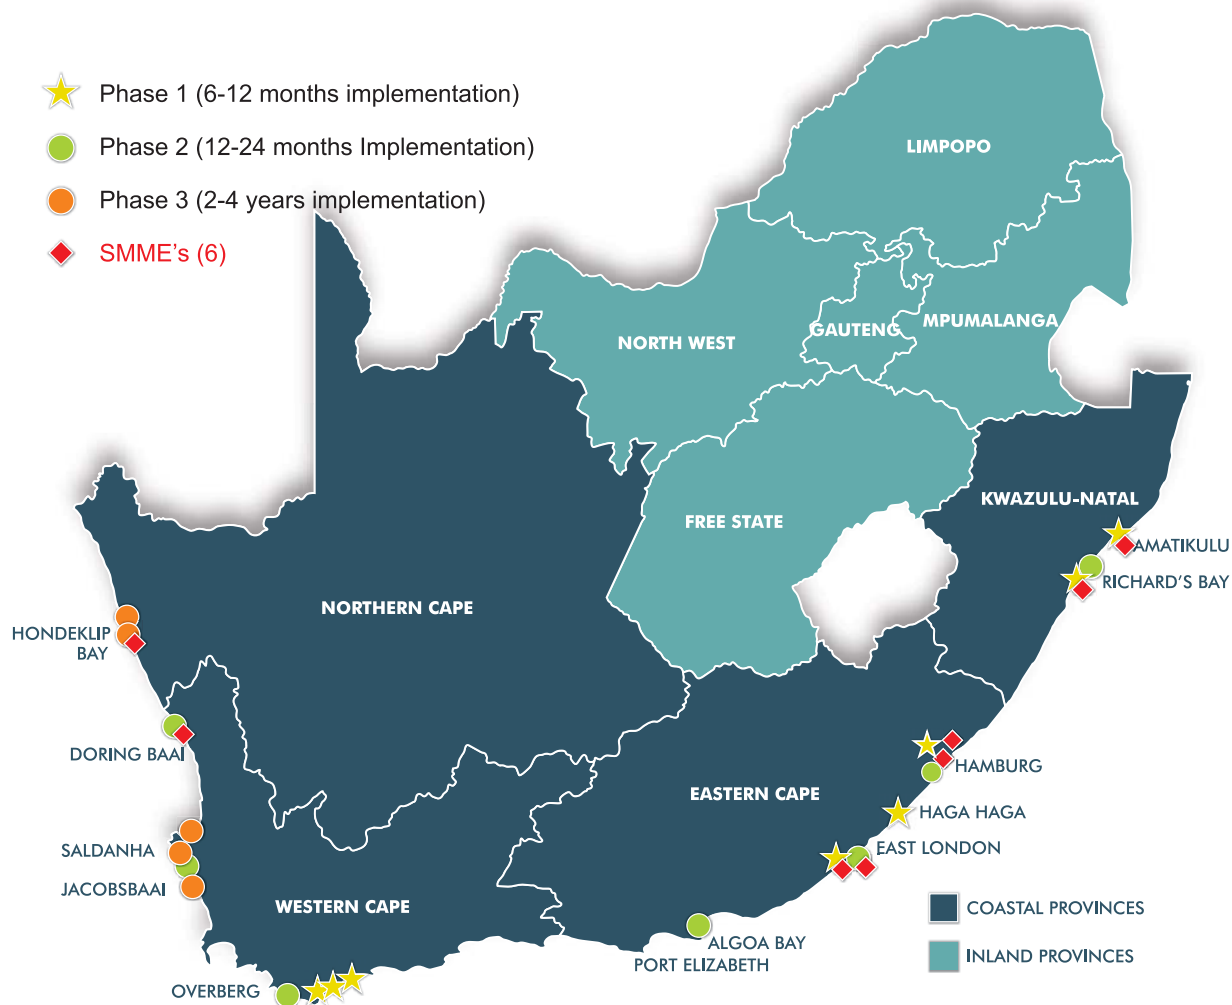 Phase 1 (6-12 months implementation)
Phase 2 (12-24 months Implementation)
Phase 3 (2-4 years implementation)
SMME's (6)
LIMPOPO
NORTH WEST
GAUTENG
MPUMALANGA
FREE STATE
KWAZULU-NATAL
AMATIKULU
RICHARD'S BAY
NORTHERN CAPE
HONDEKLIP
BAY
DORING BAAI
HAMBURG
EASTERN CAPE
HAGA HAGA
EAST LONDON
SALDANHA
JACOBSBAAI
WESTERN CAPE
ALGOA BAY
PORT ELIZABETH
OVERBERG
COASTAL PROVINCES
INLAND PROVINCES